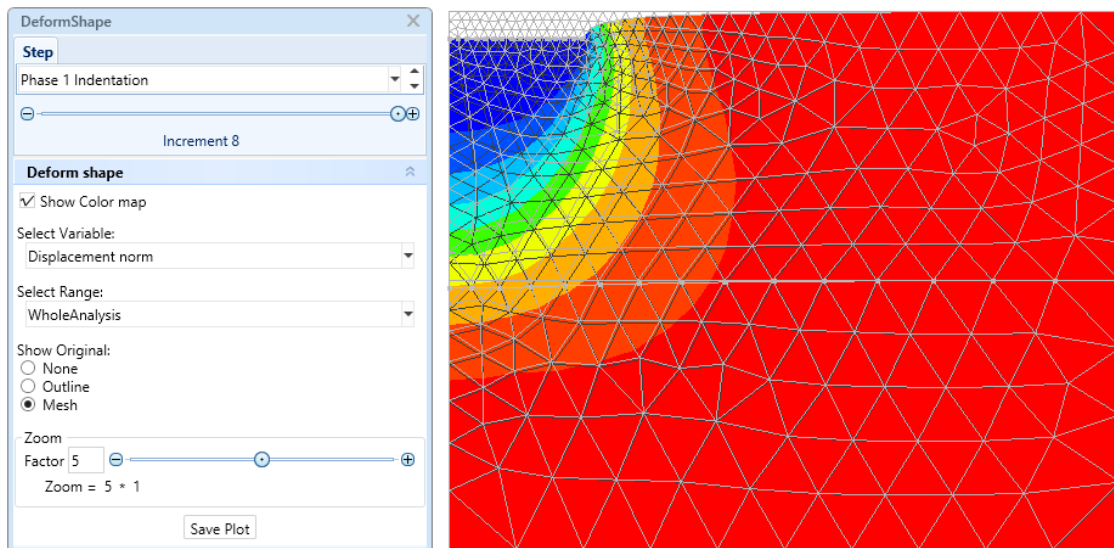 DeformShape
Step
Phase 1 Indentation
Increment 8
Deform shape
Show Color map
Select Variable:
Displacement norm
Select Range:
WholeAnalysis
Show Original:
None
Outline
Mesh
Zoom
Factor 5
Zoom = 5 * 1
Save Plot